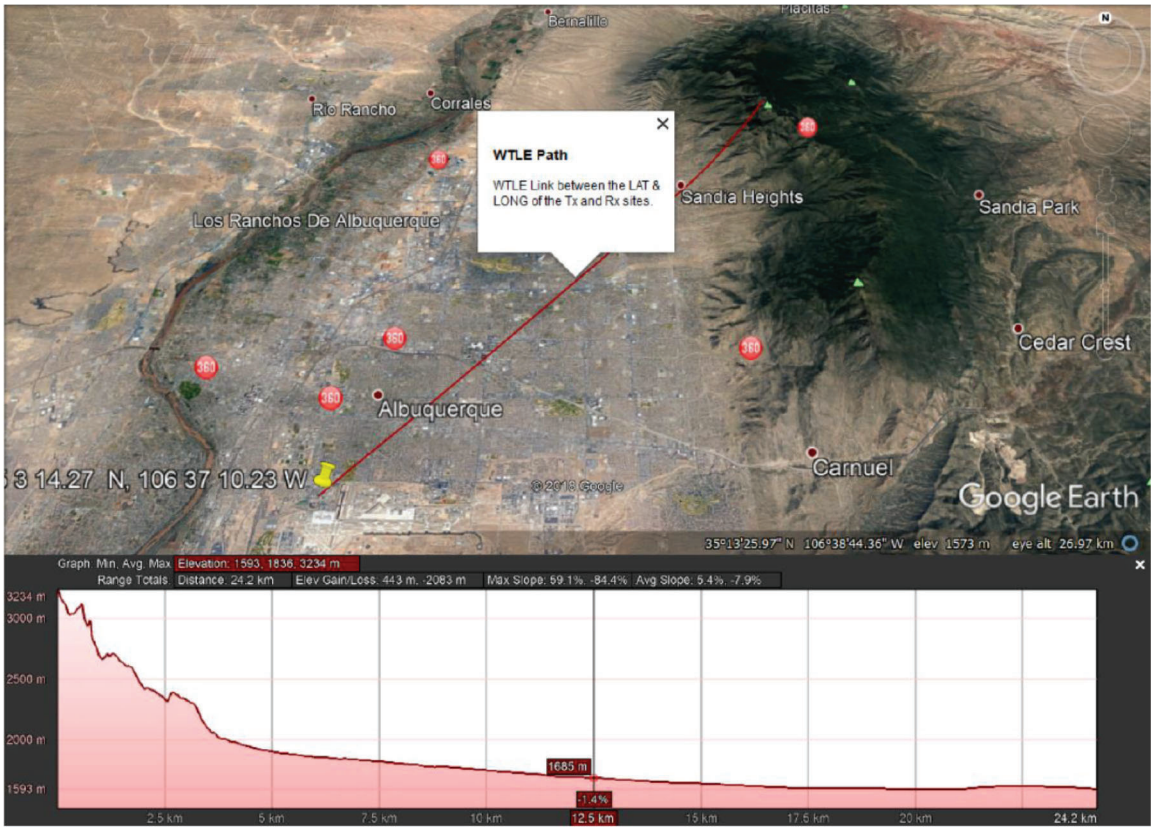 Bernalillo
Placitas
N
Rio Rancho
Corrales
360
360
WTLE Path
WTLE Link between the LAT &
LONG of the Tx and Rx sites.
Sandia Heights
Sandia Park
Los Ranchos De Albuquerque
360
360
360
360
Cedar Crest
Albuquerque
3 14.27 N, 106 37 10.23 W
Carnuel
© 2018 Google
Google Earth
35°13'25.97" N 106°38'44.36" W elev 1573 m eye alt 26.97 km
Graph Min, Avg, Max Elevation: 1593, 1836, 3234 m
Range Totals Distance: 24.2 km Elev Gain/Loss: 443 m, -2083 m Max Slope: 59.1%, -84.4% Avg Slope: 5.4%, -7.9%
3234 m
3000 m
2500 m
2000 m
1685 m
1593 m
-1.4%
2.5 km 5 km 7.5 km 10 km 12.5 km 15 km 17.5 km 20 km 24.2 km